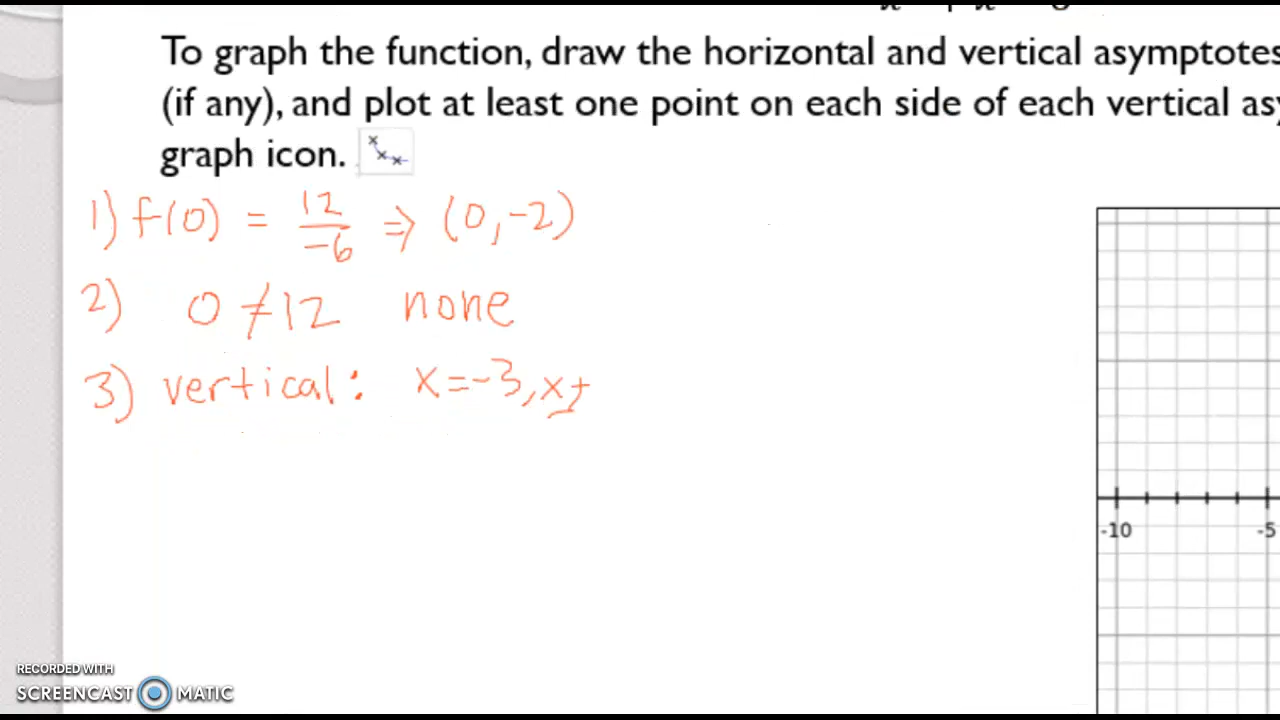 To graph the function, draw the horizontal and vertical asymptotes
(if any), and plot at least one point on each side of each vertical
graph icon.
1) f(0) = 12/-6 ⇒ (0, -2)
2) 0 ≠ 12 none
3) vertical: x = -3, x
-10 -5
RECORDED WITH
SCREENCAST MATIC